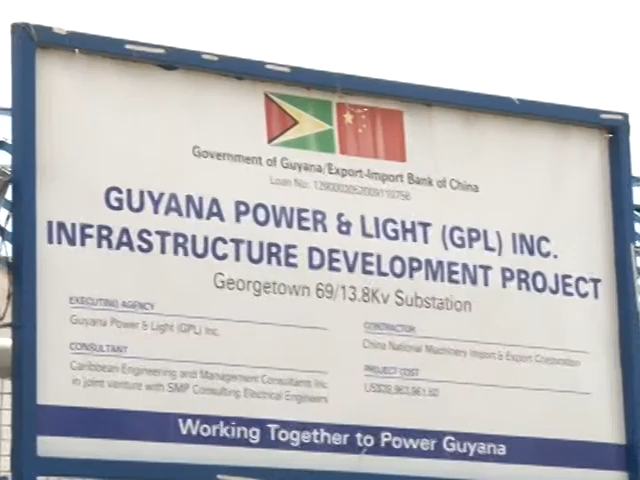 Government of Guyana/Export-Import Bank of China
Loan No:
GUYANA POWER & LIGHT (GPL) INC.
INFRASTRUCTURE DEVELOPMENT PROJECT
Georgetown 69/13.8Kv Substation
EXECUTING AGENCY
Guyana Power & Light (GPL) Inc.
CONSULTANT
Caribbean Engineering and Management Consultants Inc
in joint venture with SMP Consulting Electrical Engineers
CONTRACTOR
China National Machinery Import & Export Corporation
PROJECT COST
Working Together to Power Guyana